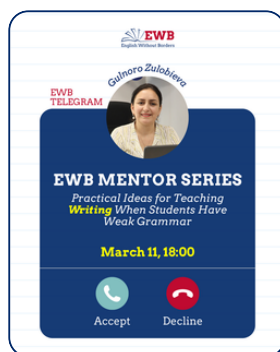 EWB
English Without Borders
Gulnoro Zulobieva
EWB
TELEGRAM
EWB MENTOR SERIES
Practical Ideas for Teaching
Writing When Students Have
Weak Grammar
March 11, 18:00
Accept
Decline